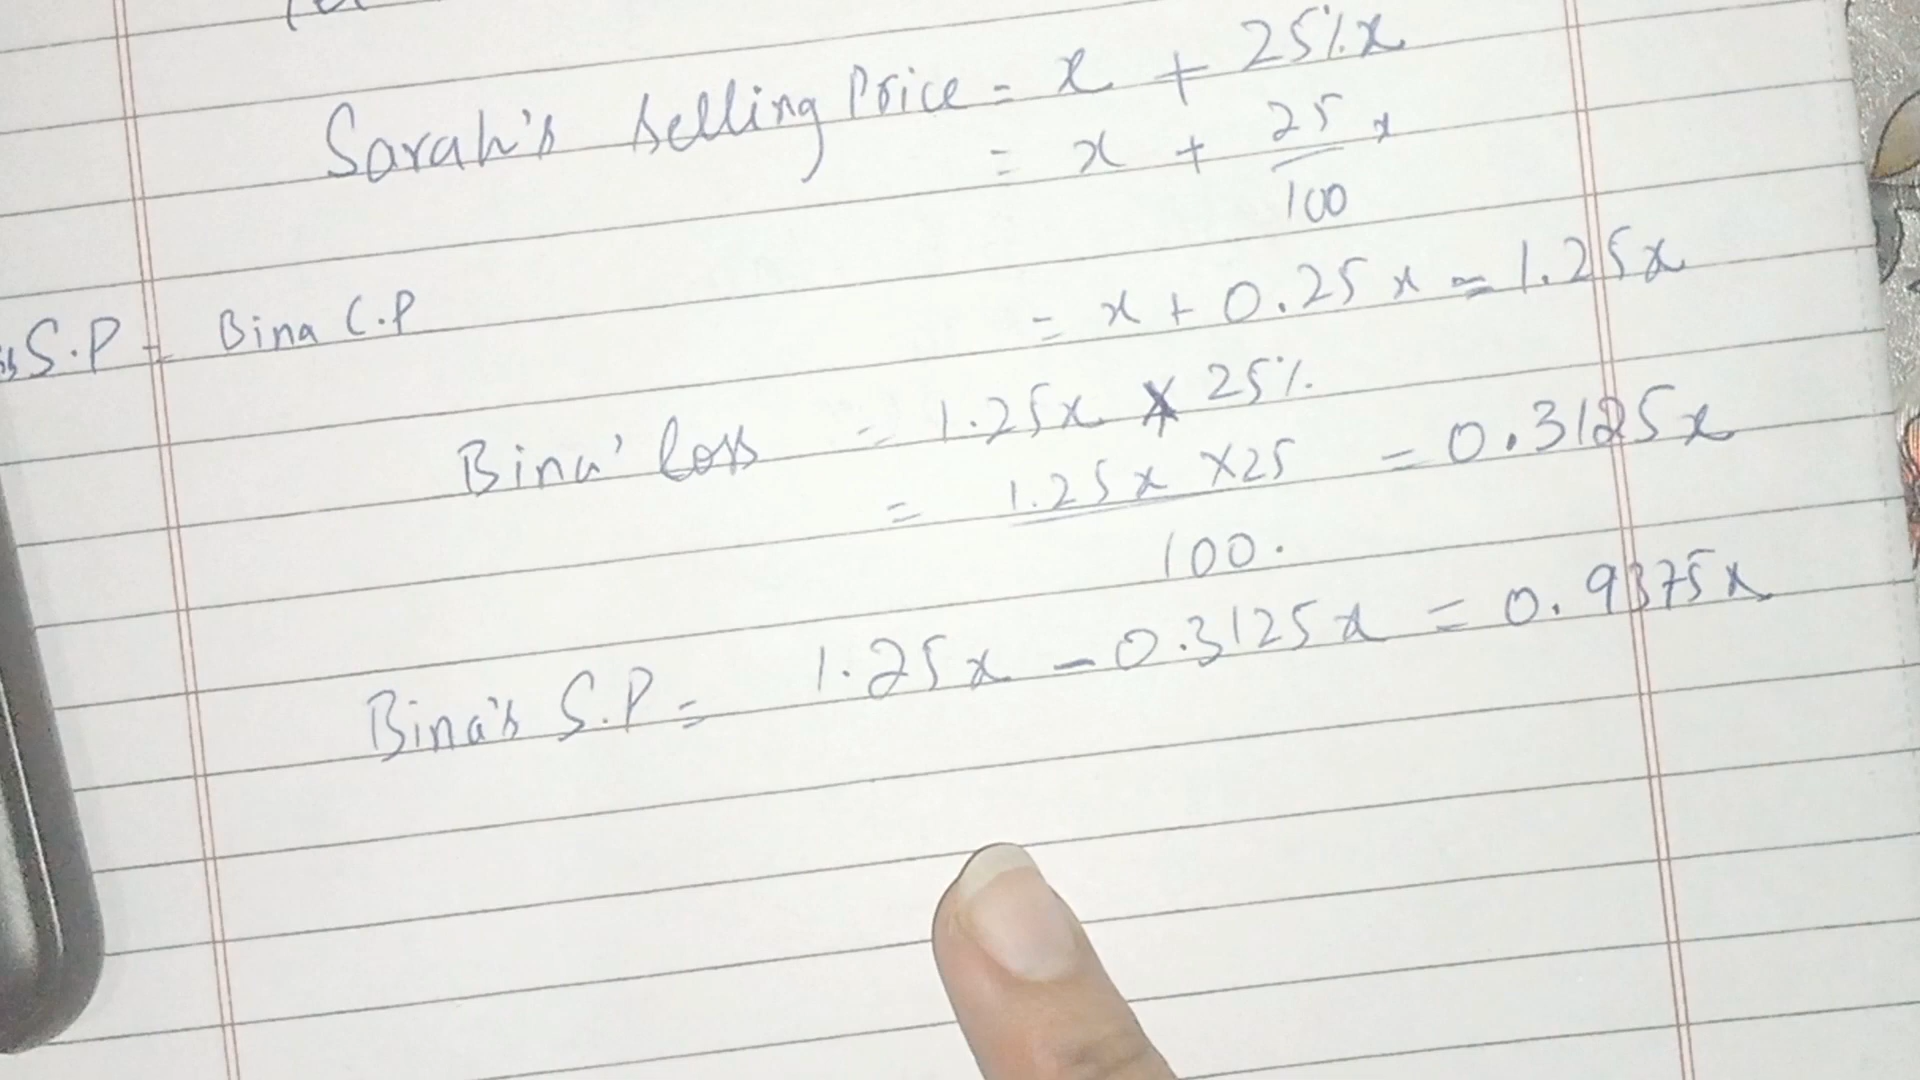 Sarah's selling Price = x + 25%x
= x + 25/100 x
= x + 0.25x = 1.25x
S.P = Bina C.P
Bina' loss = 1.25x × 25%
= 1.25x × 25 / 100. = 0.3125x
Bina's S.P = 1.25x - 0.3125x = 0.9375x